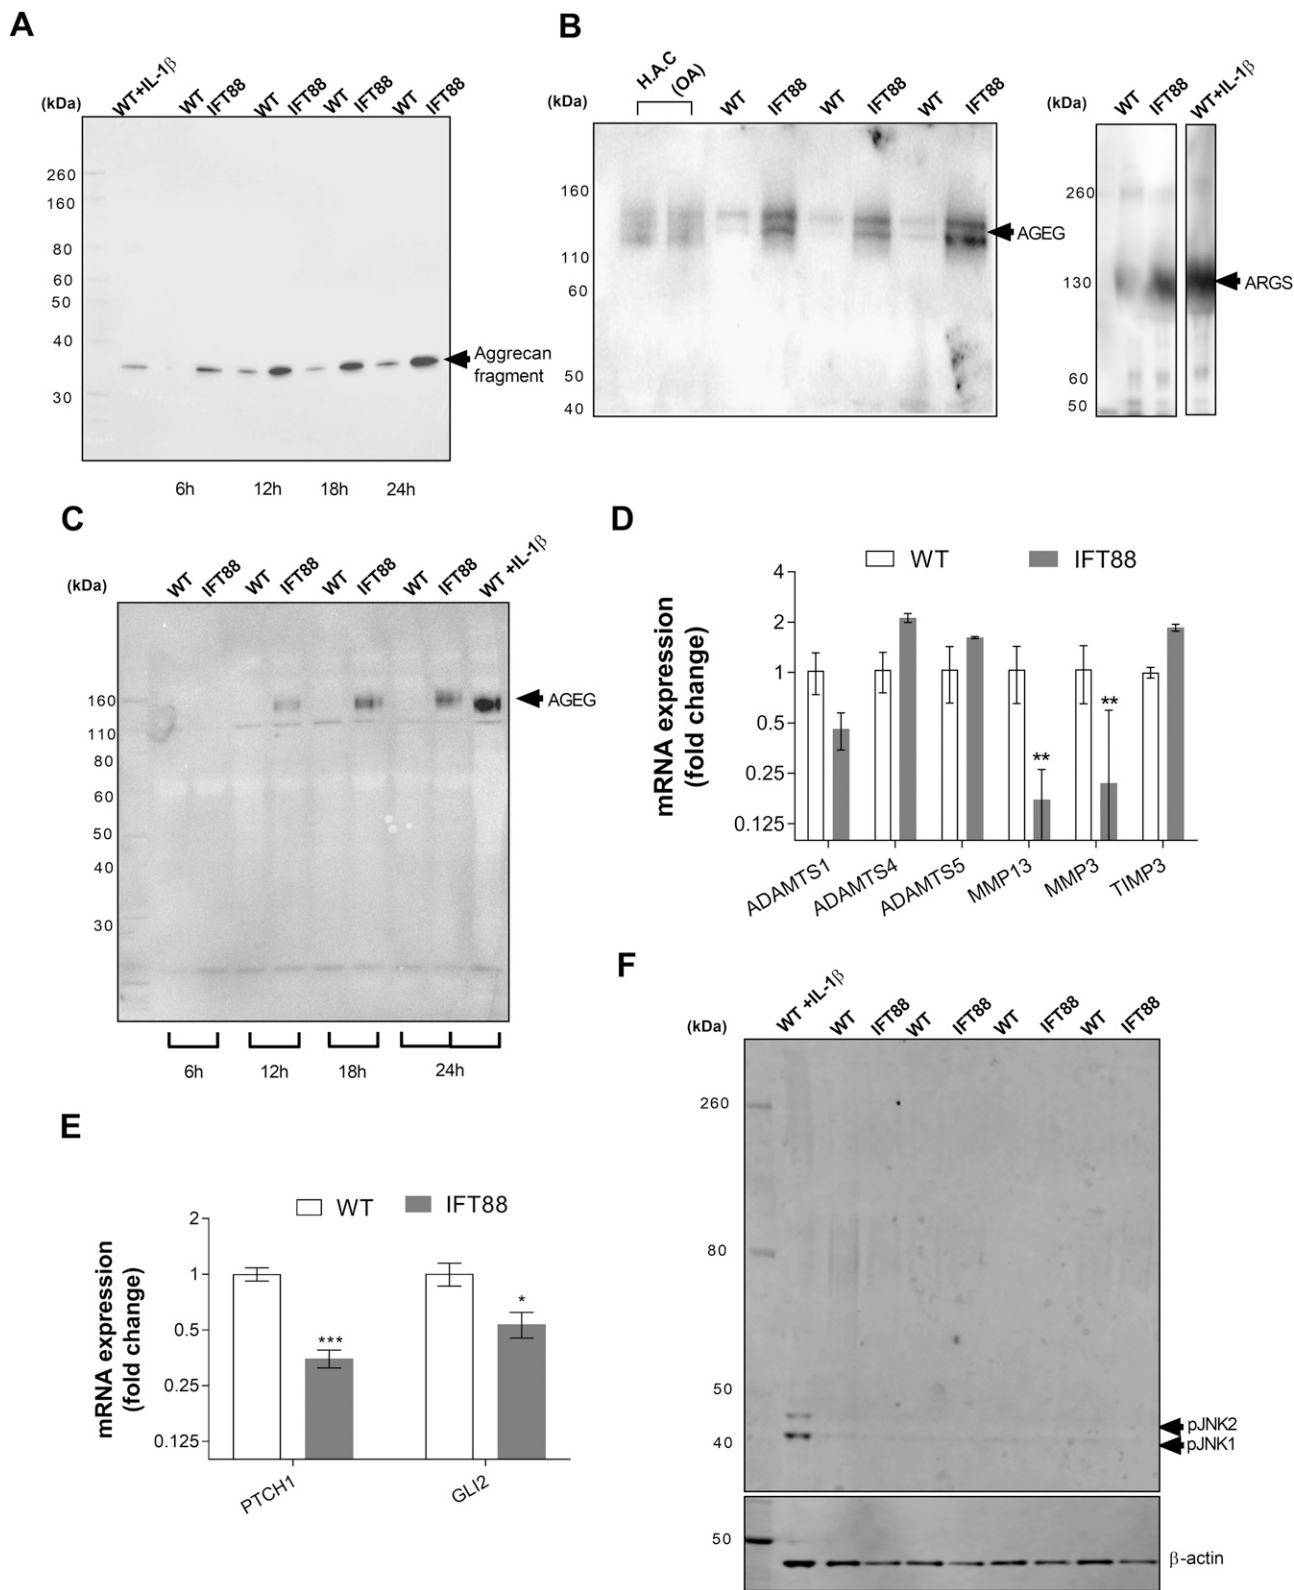 A
(kDa)
WT+IL-1β
WT
IFT88
WT
IFT88
WT
IFT88
WT
IFT88
260
160
80
60
50
40
30
Aggrecan
fragment
6h
12h
18h
24h
B
(kDa)
H.A.C
(OA)
WT
IFT88
WT
IFT88
WT
IFT88
160
110
60
50
40
AGEG
(kDa)
WT
IFT88
WT+IL-1β
260
130
60
50
ARGS
C
(kDa)
WT
IFT88
WT
IFT88
WT
IFT88
WT
IFT88
WT +IL-1β
160
110
80
60
50
40
30
AGEG
6h
12h
18h
24h
D
WT
IFT88
mRNA expression
(fold change)
4
2
1
0.5
0.25
0.125
**
**
ADAMTS1
ADAMTS4
ADAMTS5
MMP13
MMP3
TIMP3
E
WT
IFT88
mRNA expression
(fold change)
2
1
0.5
0.25
0.125
***
*
PTCH1
GLI2
F
(kDa)
WT +IL-1β
WT
IFT88
WT
IFT88
WT
IFT88
WT
IFT88
260
80
50
40
pJNK2
pJNK1
50
β-actin